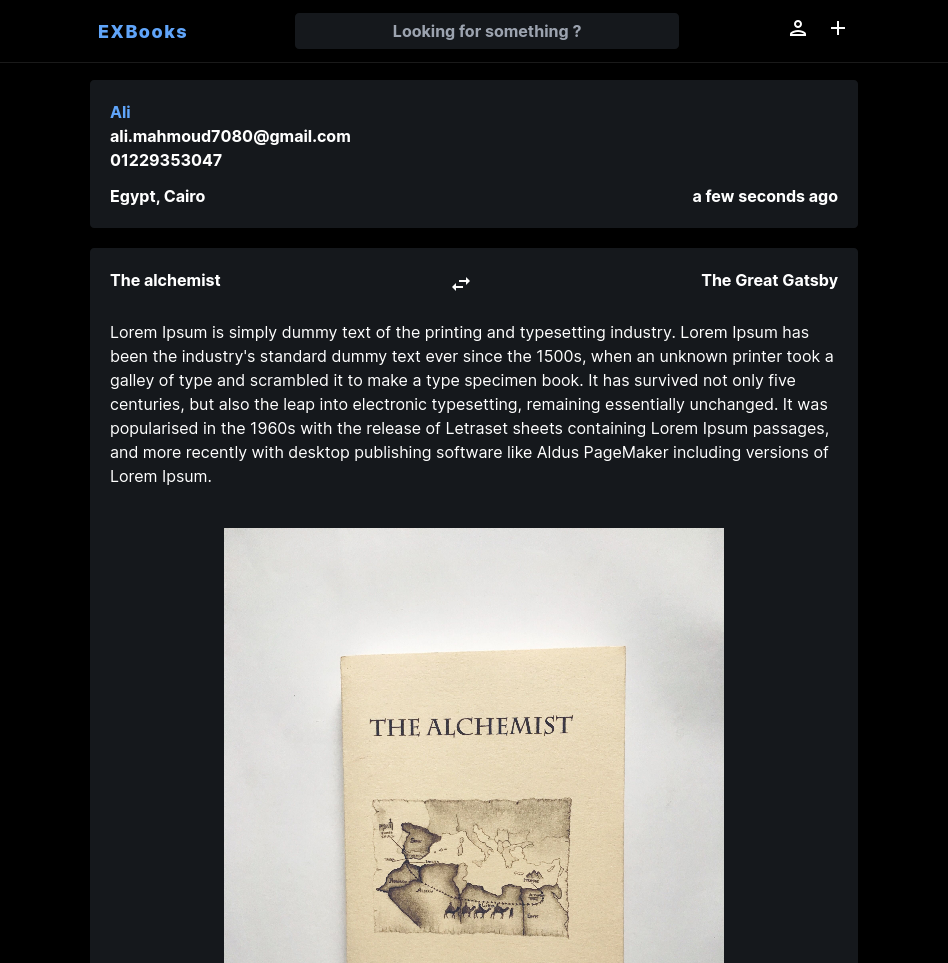 EXBooks
Looking for something ?
Ali
ali.mahmoud7080@gmail.com
01229353047
Egypt, Cairo
a few seconds ago
The alchemist
The Great Gatsby
Lorem Ipsum is simply dummy text of the printing and typesetting industry. Lorem Ipsum has
been the industry's standard dummy text ever since the 1500s, when an unknown printer took a
galley of type and scrambled it to make a type specimen book. It has survived not only five
centuries, but also the leap into electronic typesetting, remaining essentially unchanged. It was
popularised in the 1960s with the release of Letraset sheets containing Lorem Ipsum passages,
and more recently with desktop publishing software like Aldus PageMaker including versions of
Lorem Ipsum.
THE ALCHEMIST